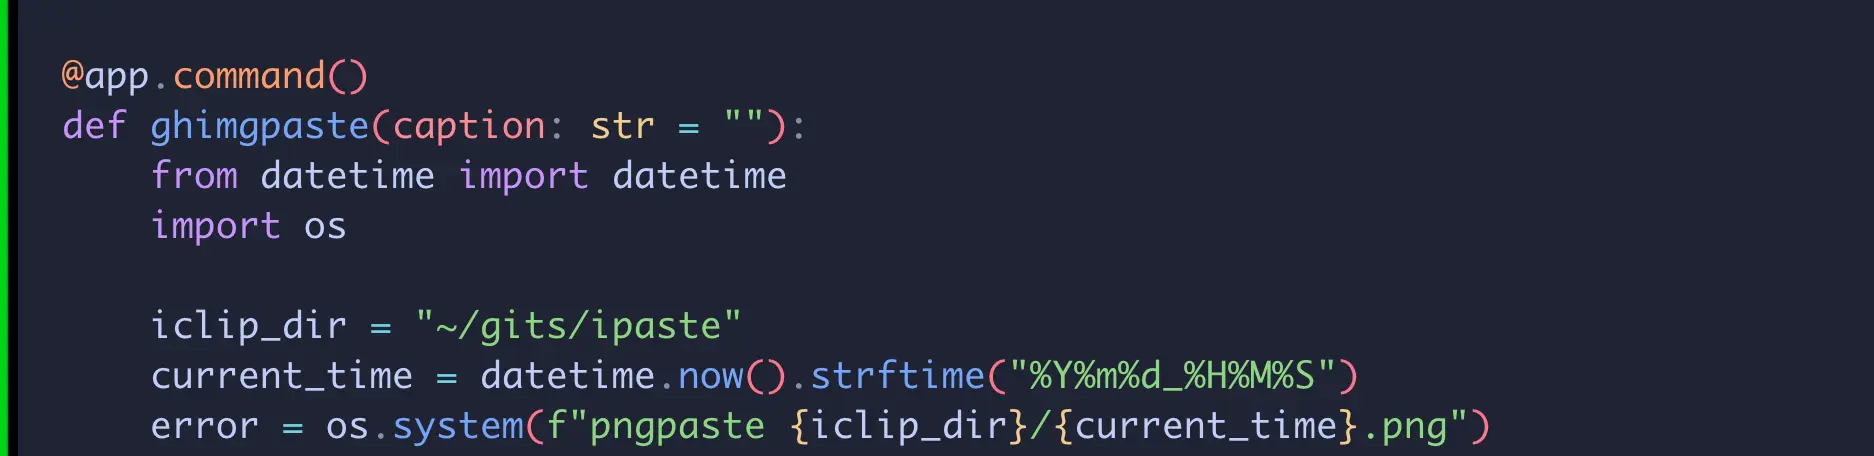 @app.command()
def ghimgpaste(caption: str = ""):
    from datetime import datetime
    import os

    iclip_dir = "~/gits/ipaste"
    current_time = datetime.now().strftime("%Y%m%d_%H%M%S")
    error = os.system(f"pngpaste {iclip_dir}/{current_time}.png")